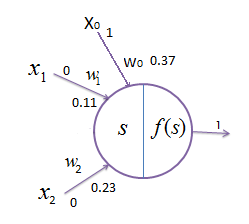 X₀ 1
W₀ 0.37
x₁ 0 w₁
0.11
s f(s) 1
w₂
0.23
x₂ 0